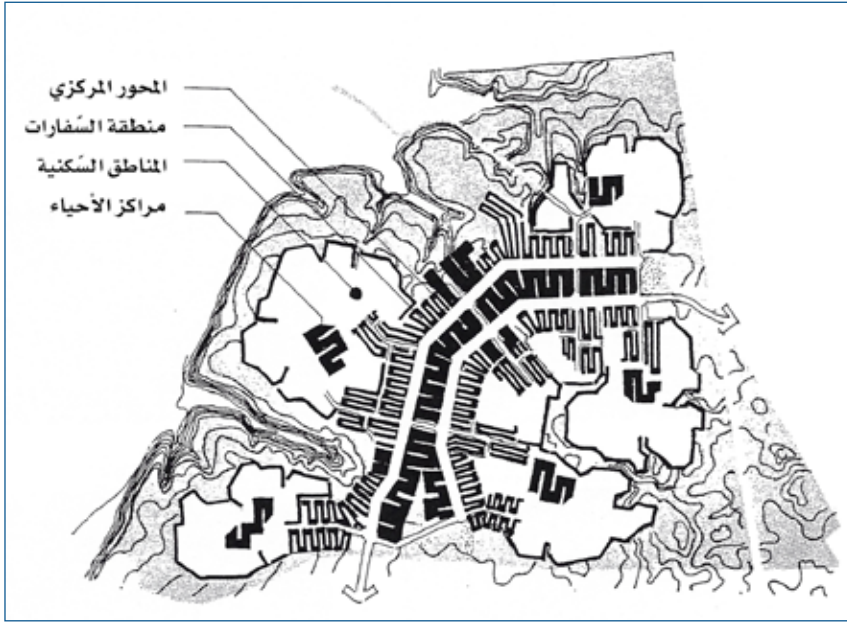 المحور المركزي
منطقة السّفارات
المناطق السّكنية
مراكز الأحياء